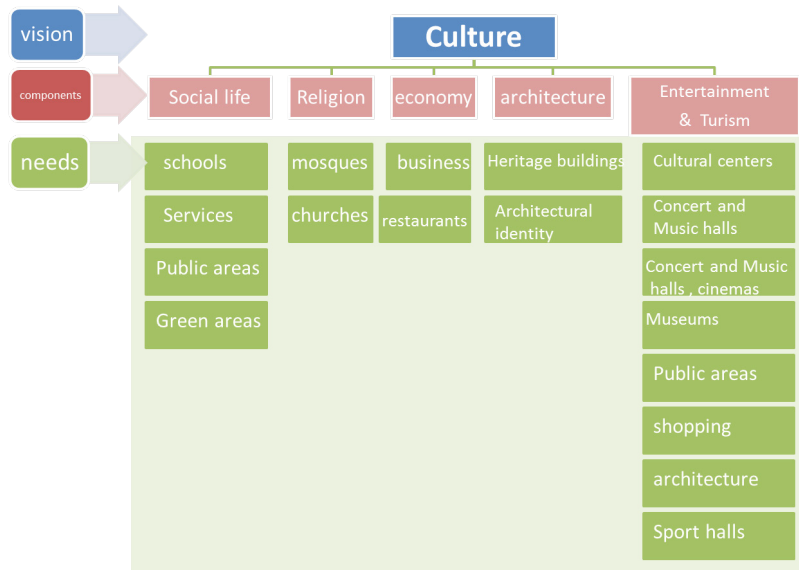 vision
Culture
components
Social life
Religion
economy
architecture
Entertainment
& Turism
needs
schools
mosques
business
Heritage buildings
Cultural centers
Services
churches
restaurants
Architectural
identity
Concert and
Music halls
Public areas
Concert and Music
halls , cinemas
Green areas
Museums
Public areas
shopping
architecture
Sport halls